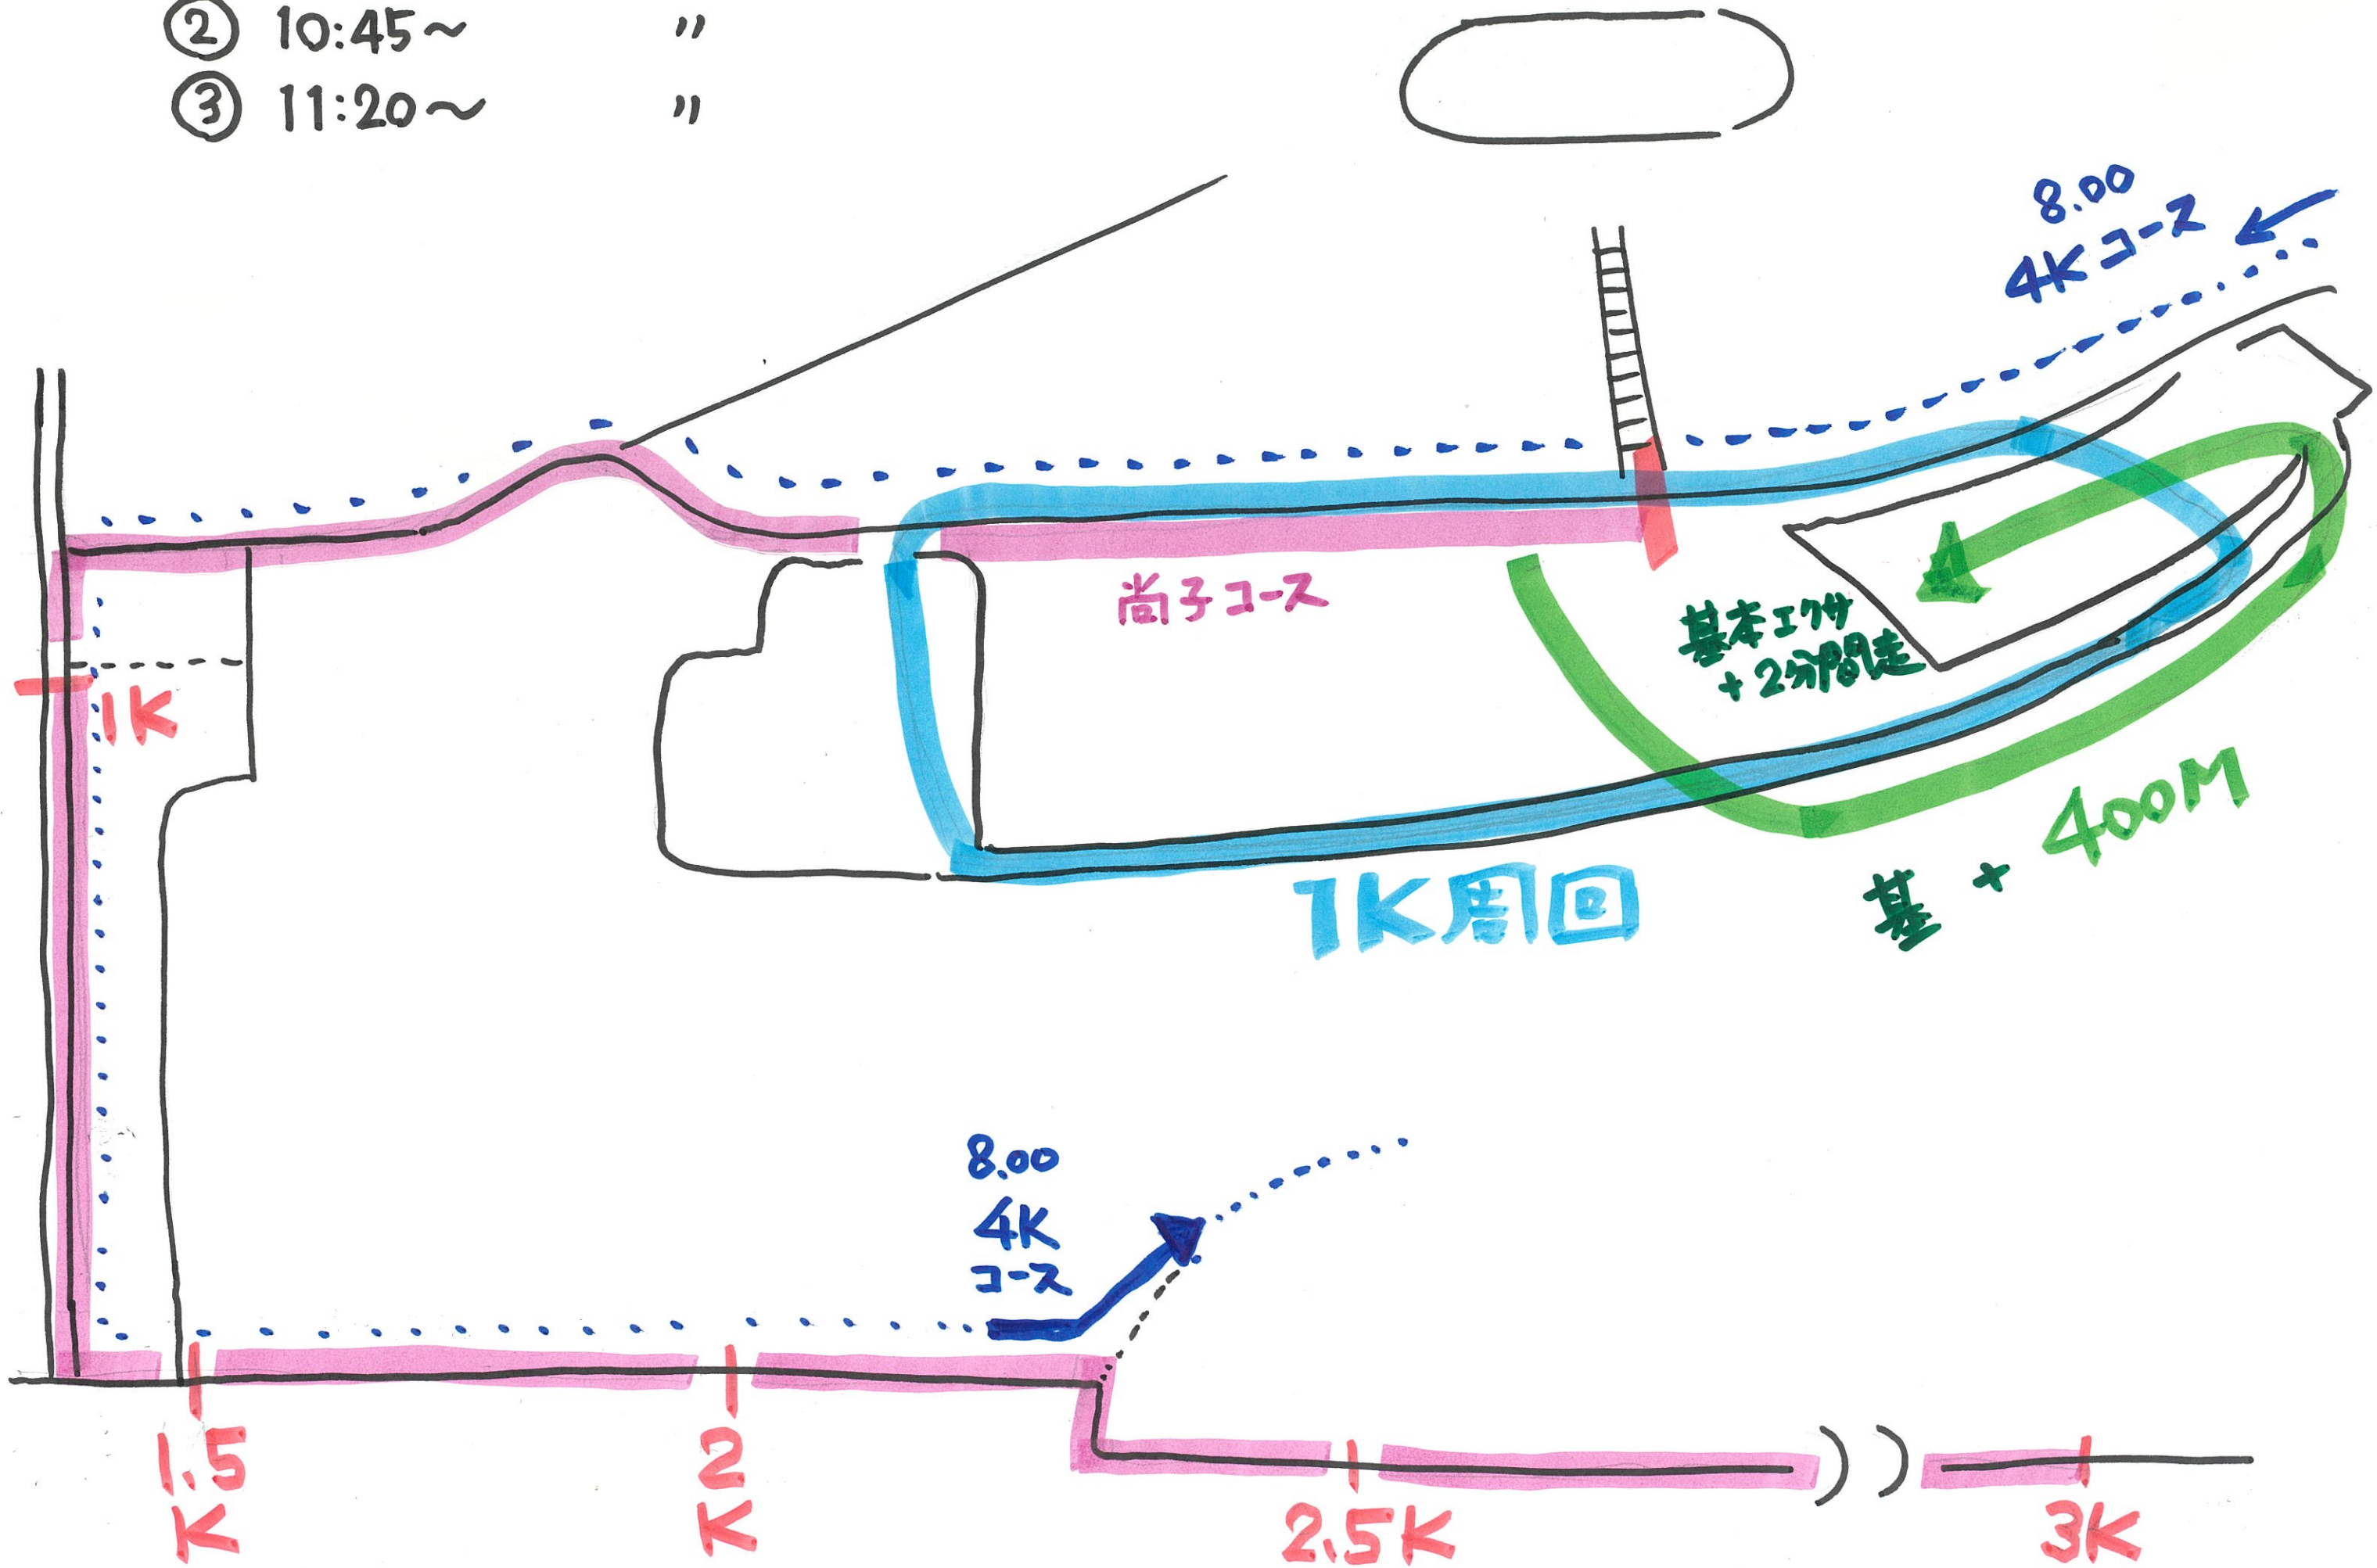 ② 10:45~ 〃
③ 11:20~ 〃
8.00
4Kコース
尚子コース
基本エクサ
+2分間走
1K
400M
基 +
1K周回
8.00
4K
コース
1.5
K
2
K
2.5K
3K